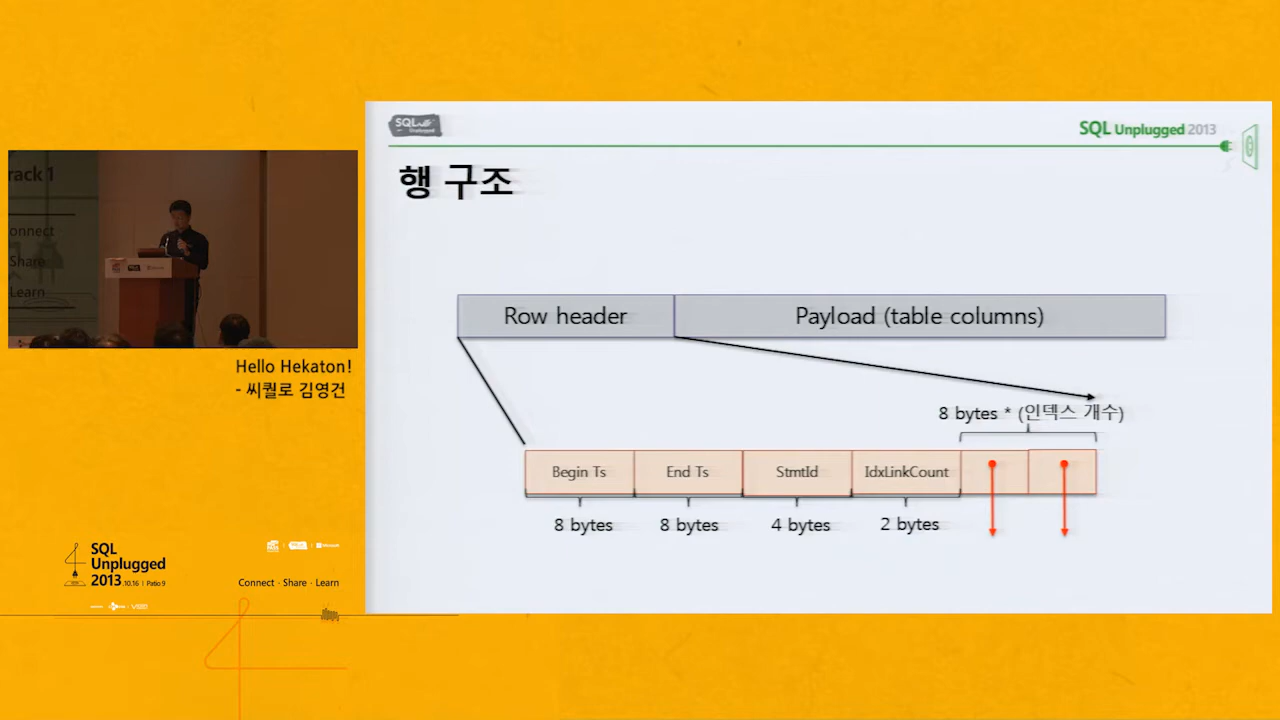 SQL
Unplugged
SQL Unplugged 2013
행 구조
Row header
Payload (table columns)
8 bytes * (인덱스 개수)
Begin Ts
End Ts
StmtId
IdxLinkCount
8 bytes
8 bytes
4 bytes
2 bytes
rack 1
onnect
Share
Learn
Hello Hekaton!
- 씨퀄로 김영건
SQL
Unplugged
2013 .10.16 | Patio 9
Connect · Share · Learn